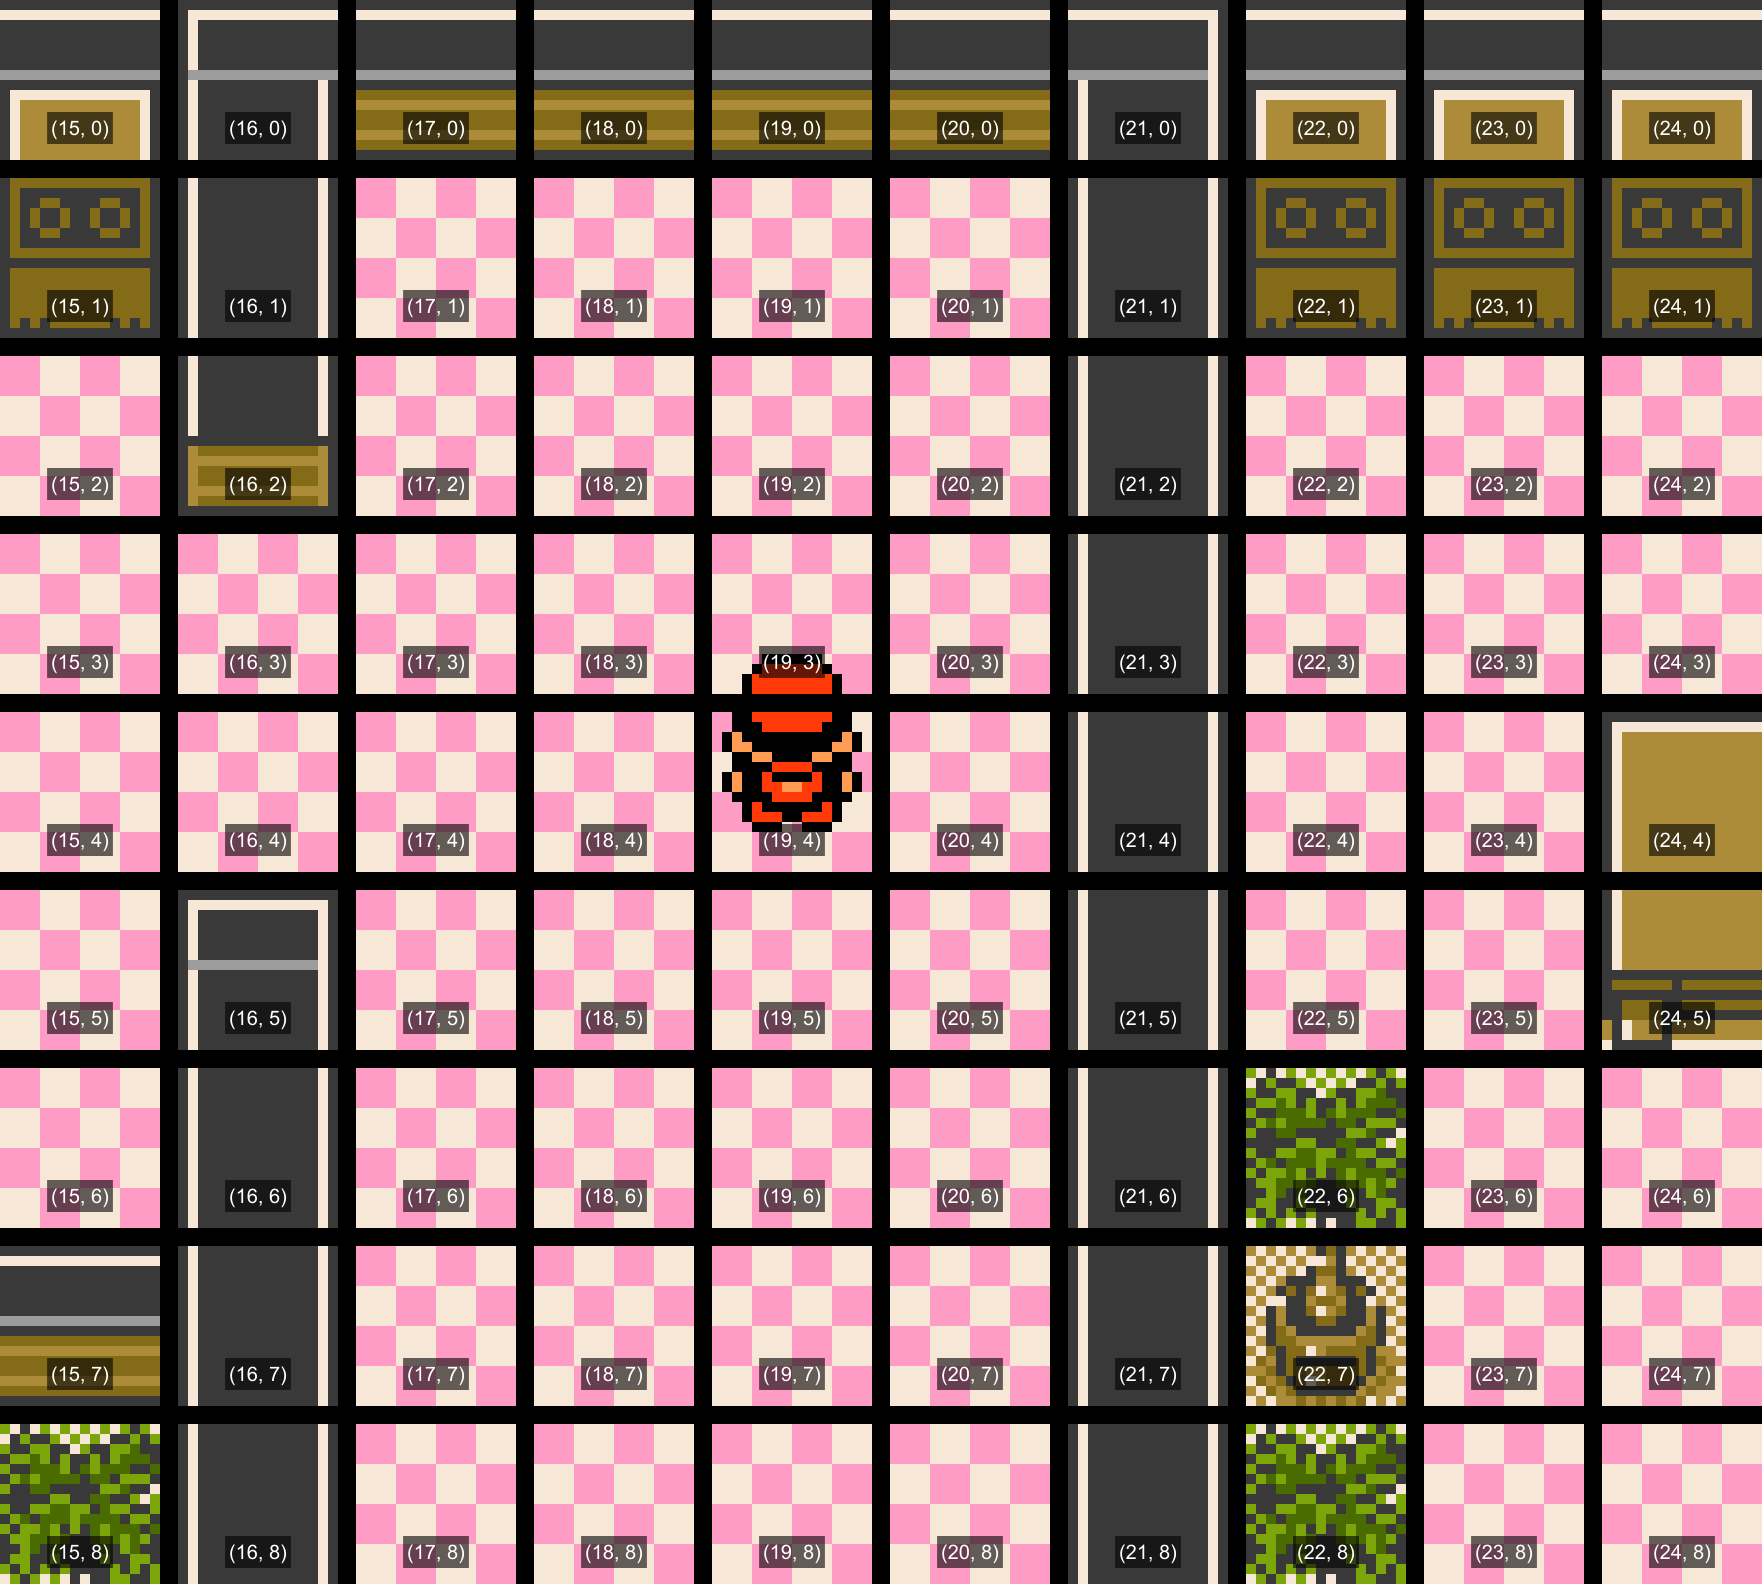 (15, 0) (16, 0) (17, 0) (18, 0) (19, 0) (20, 0) (21, 0) (22, 0) (23, 0) (24, 0)
(15, 1) (16, 1) (17, 1) (18, 1) (19, 1) (20, 1) (21, 1) (22, 1) (23, 1) (24, 1)
(15, 2) (16, 2) (17, 2) (18, 2) (19, 2) (20, 2) (21, 2) (22, 2) (23, 2) (24, 2)
(15, 3) (16, 3) (17, 3) (18, 3) (19, 3) (20, 3) (21, 3) (22, 3) (23, 3) (24, 3)
(15, 4) (16, 4) (17, 4) (18, 4) (19, 4) (20, 4) (21, 4) (22, 4) (23, 4) (24, 4)
(15, 5) (16, 5) (17, 5) (18, 5) (19, 5) (20, 5) (21, 5) (22, 5) (23, 5) (24, 5)
(15, 6) (16, 6) (17, 6) (18, 6) (19, 6) (20, 6) (21, 6) (22, 6) (23, 6) (24, 6)
(15, 7) (16, 7) (17, 7) (18, 7) (19, 7) (20, 7) (21, 7) (22, 7) (23, 7) (24, 7)
(15, 8) (16, 8) (17, 8) (18, 8) (19, 8) (20, 8) (21, 8) (22, 8) (23, 8) (24, 8)